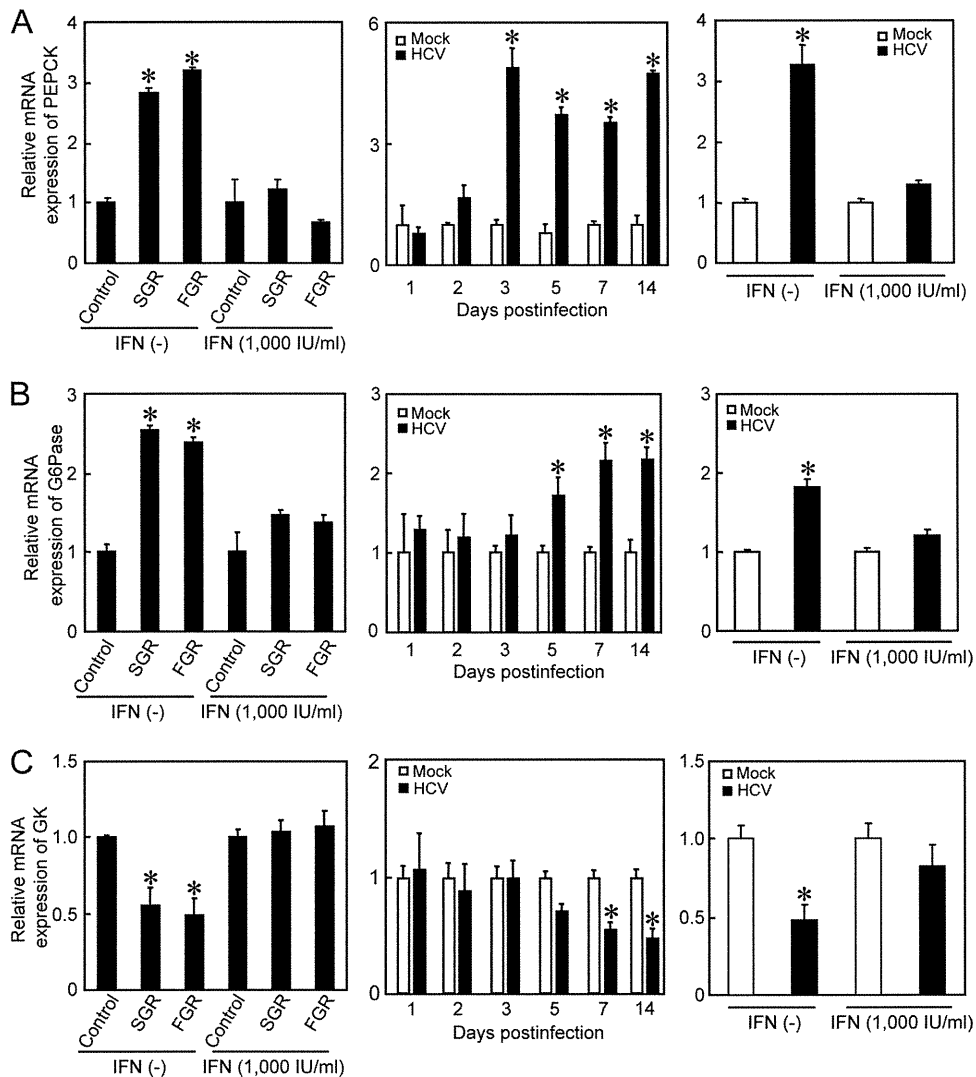 A
Relative mRNA
expression of PEPCK
4
3
2
1
0
*
*
Control
SGR
FGR
Control
SGR
FGR
IFN (-)
IFN (1,000 IU/ml)
6
3
0
Mock
HCV
*
*
*
*
1 2 3 5 7 14
Days postinfection
4
3
2
1
0
Mock
HCV
*
IFN (-)
IFN (1,000 IU/ml)
B
Relative mRNA
expression of G6Pase
3
2
1
0
*
*
Control
SGR
FGR
Control
SGR
FGR
IFN (-)
IFN (1,000 IU/ml)
3
2
1
0
Mock
HCV
*
*
*
1 2 3 5 7 14
Days postinfection
3
2
1
0
Mock
HCV
*
IFN (-)
IFN (1,000 IU/ml)
C
Relative mRNA
expression of GK
1.5
1.0
0.5
0
*
*
Control
SGR
FGR
Control
SGR
FGR
IFN (-)
IFN (1,000 IU/ml)
2
1
0
Mock
HCV
*
*
1 2 3 5 7 14
Days postinfection
1.5
1.0
0.5
0
Mock
HCV
*
IFN (-)
IFN (1,000 IU/ml)